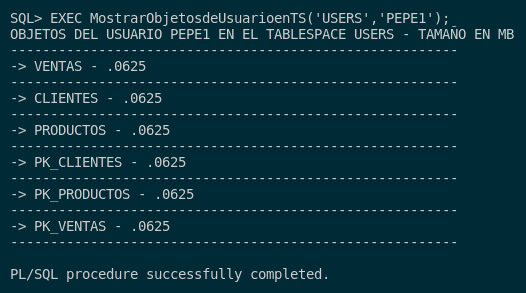 SQL> EXEC MostrarObjetosdeUsuarioenTS('USERS','PEPE1');
OBJETOS DEL USUARIO PEPE1 EN EL TABLESPACE USERS - TAMAÑO EN MB
--------------------------------------------------------
-> VENTAS - .0625
--------------------------------------------------------
-> CLIENTES - .0625
--------------------------------------------------------
-> PRODUCTOS - .0625
--------------------------------------------------------
-> PK_CLIENTES - .0625
--------------------------------------------------------
-> PK_PRODUCTOS - .0625
--------------------------------------------------------
-> PK_VENTAS - .0625
--------------------------------------------------------
PL/SQL procedure successfully completed.